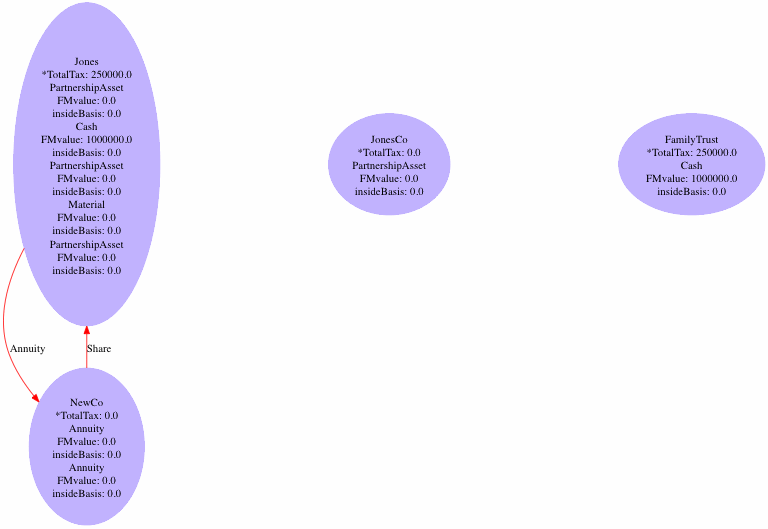 Jones
*TotalTax: 250000.0
PartnershipAsset
FMvalue: 0.0
insideBasis: 0.0
Cash
FMvalue: 1000000.0
insideBasis: 0.0
PartnershipAsset
FMvalue: 0.0
insideBasis: 0.0
Material
FMvalue: 0.0
insideBasis: 0.0
PartnershipAsset
FMvalue: 0.0
insideBasis: 0.0
JonesCo
*TotalTax: 0.0
PartnershipAsset
FMvalue: 0.0
insideBasis: 0.0
FamilyTrust
*TotalTax: 250000.0
Cash
FMvalue: 1000000.0
insideBasis: 0.0
Annuity
Share
NewCo
*TotalTax: 0.0
Annuity
FMvalue: 0.0
insideBasis: 0.0
Annuity
FMvalue: 0.0
insideBasis: 0.0